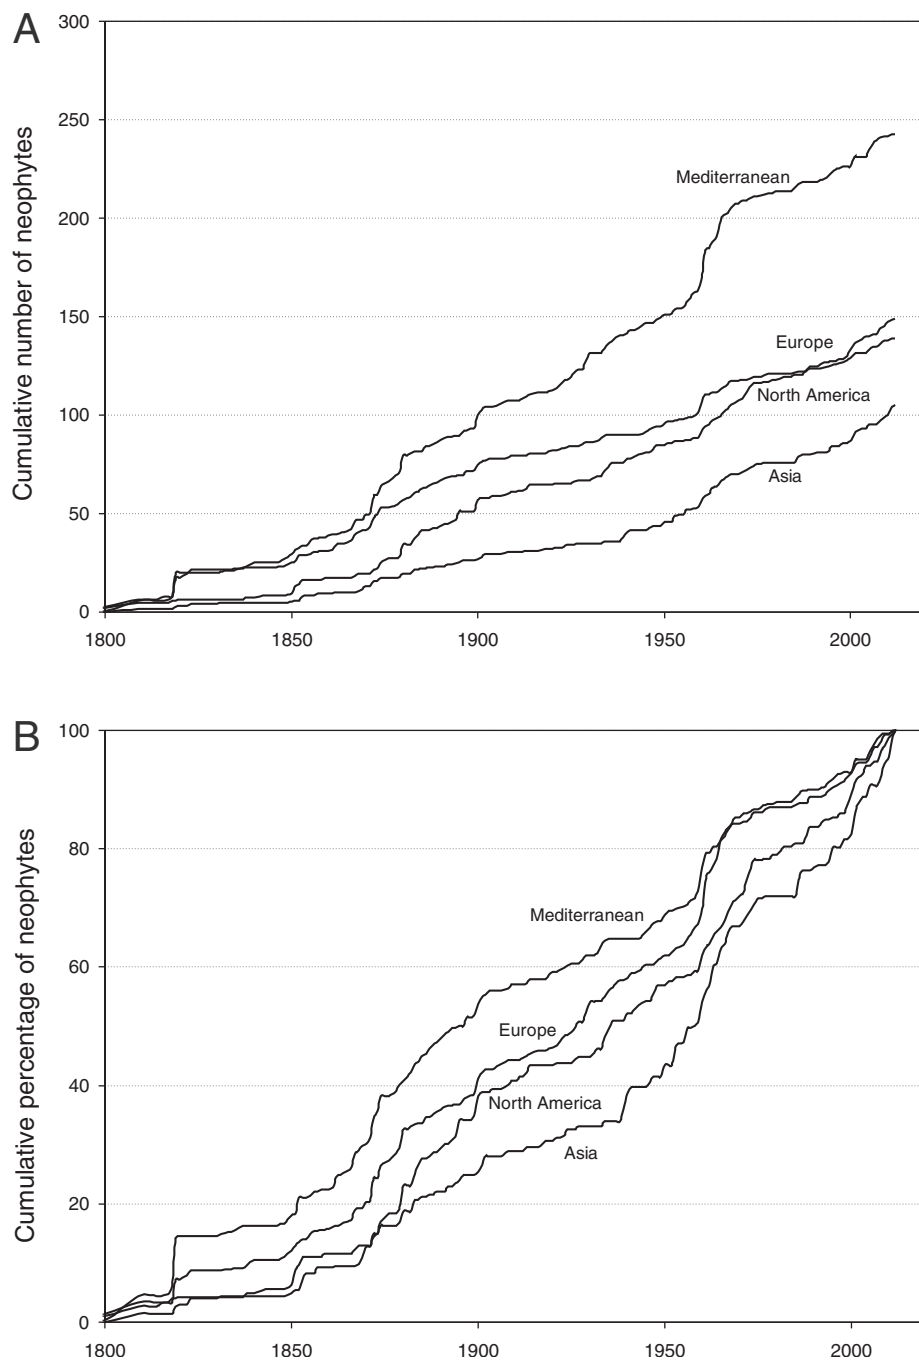 A
Cumulative number of neophytes
300
250
200
150
100
50
0
Mediterranean
Europe
North America
Asia
1800 1850 1900 1950 2000
B
Cumulative percentage of neophytes
100
80
60
40
20
0
Mediterranean
Europe
North America
Asia
1800 1850 1900 1950 2000